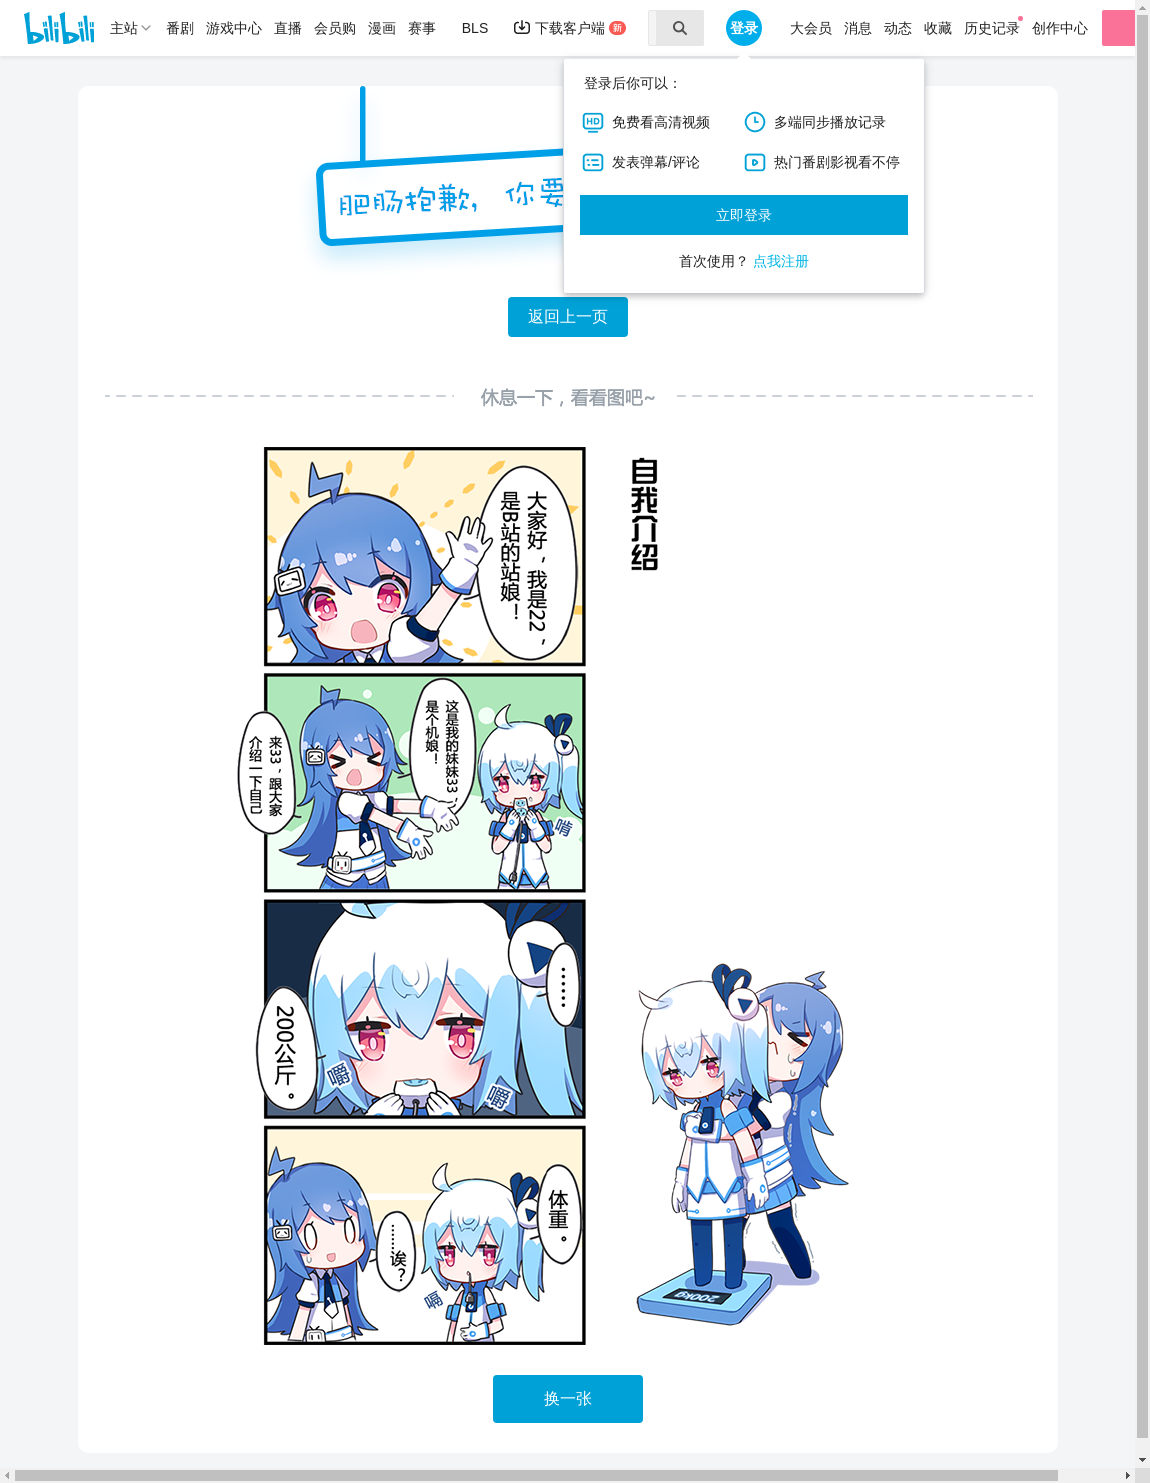 bilibili 主站 番剧 游戏中心 直播 会员购 漫画 赛事 BLS 下载客户端 新 登录 大会员 消息 动态 收藏 历史记录 创作中心
登录后你可以：
免费看高清视频 多端同步播放记录
发表弹幕/评论 热门番剧影视看不停
立即登录
首次使用？ 点我注册
肥肠抱歉，你要
返回上一页
休息一下，看看图吧~
自我介绍
大家好，我是22，
是B站的站娘！
这是我的妹妹33，
是个机娘！
来33，跟大家
介绍一下自己
啃
……
200公斤。
嚼
嚼
体重。
……诶？
嗝
200kg
换一张